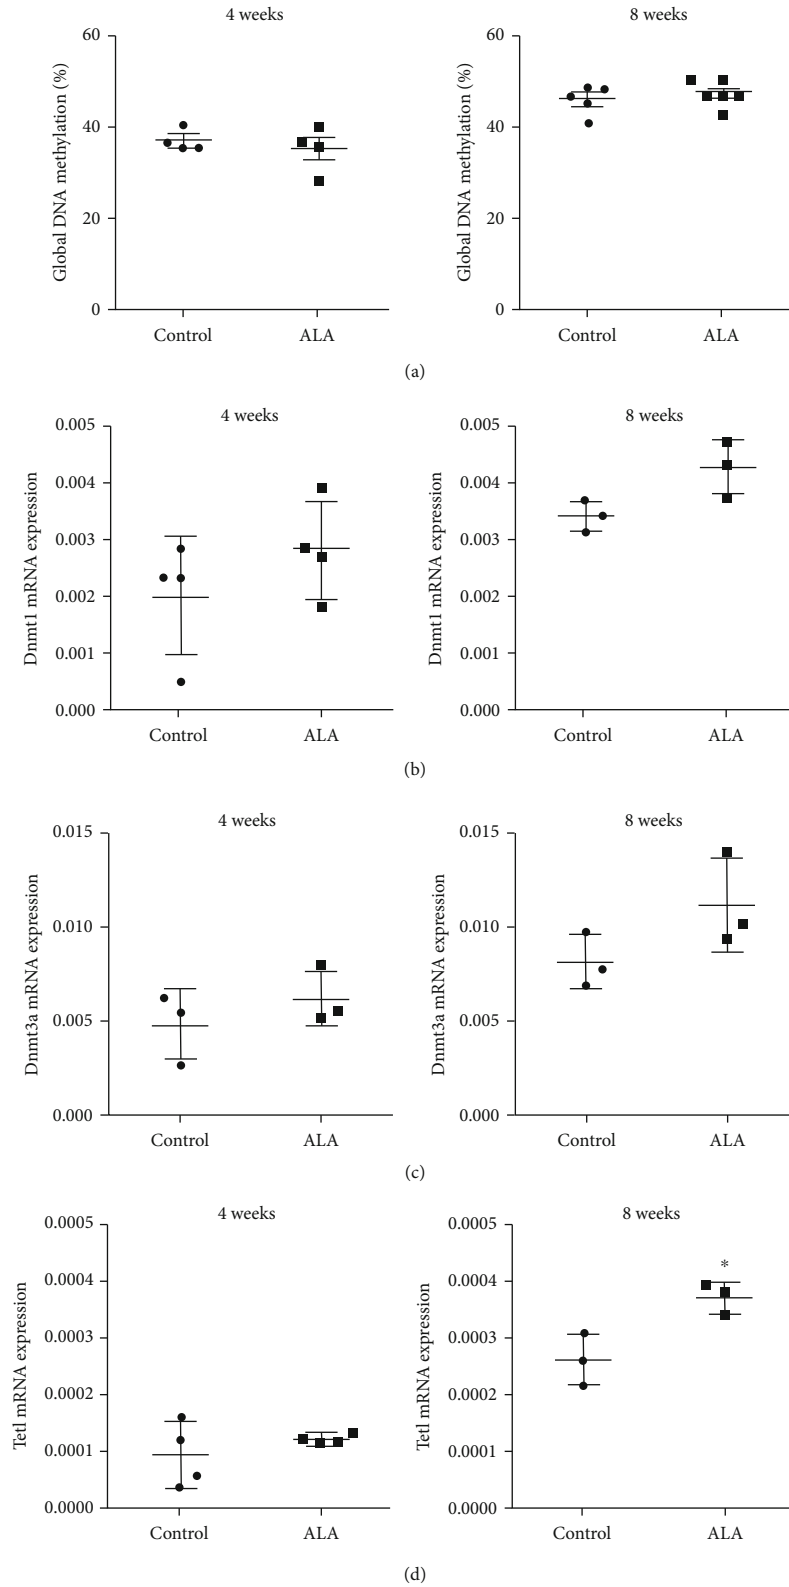 4 weeks
60
40
20
0
Global DNA methylation (%)
Control
ALA
8 weeks
60
40
20
0
Global DNA methylation (%)
Control
ALA
(a)
4 weeks
0.005
0.004
0.003
0.002
0.001
0.000
Dnmt1 mRNA expression
Control
ALA
8 weeks
0.005
0.004
0.003
0.002
0.001
0.000
Dnmt1 mRNA expression
Control
ALA
(b)
4 weeks
0.015
0.010
0.005
0.000
Dnmt3a mRNA expression
Control
ALA
8 weeks
0.015
0.010
0.005
0.000
Dnmt3a mRNA expression
Control
ALA
(c)
4 weeks
0.0005
0.0004
0.0003
0.0002
0.0001
0.0000
Tetl mRNA expression
Control
ALA
8 weeks
0.0005
0.0004
0.0003
0.0002
0.0001
0.0000
Tetl mRNA expression
*
Control
ALA
(d)